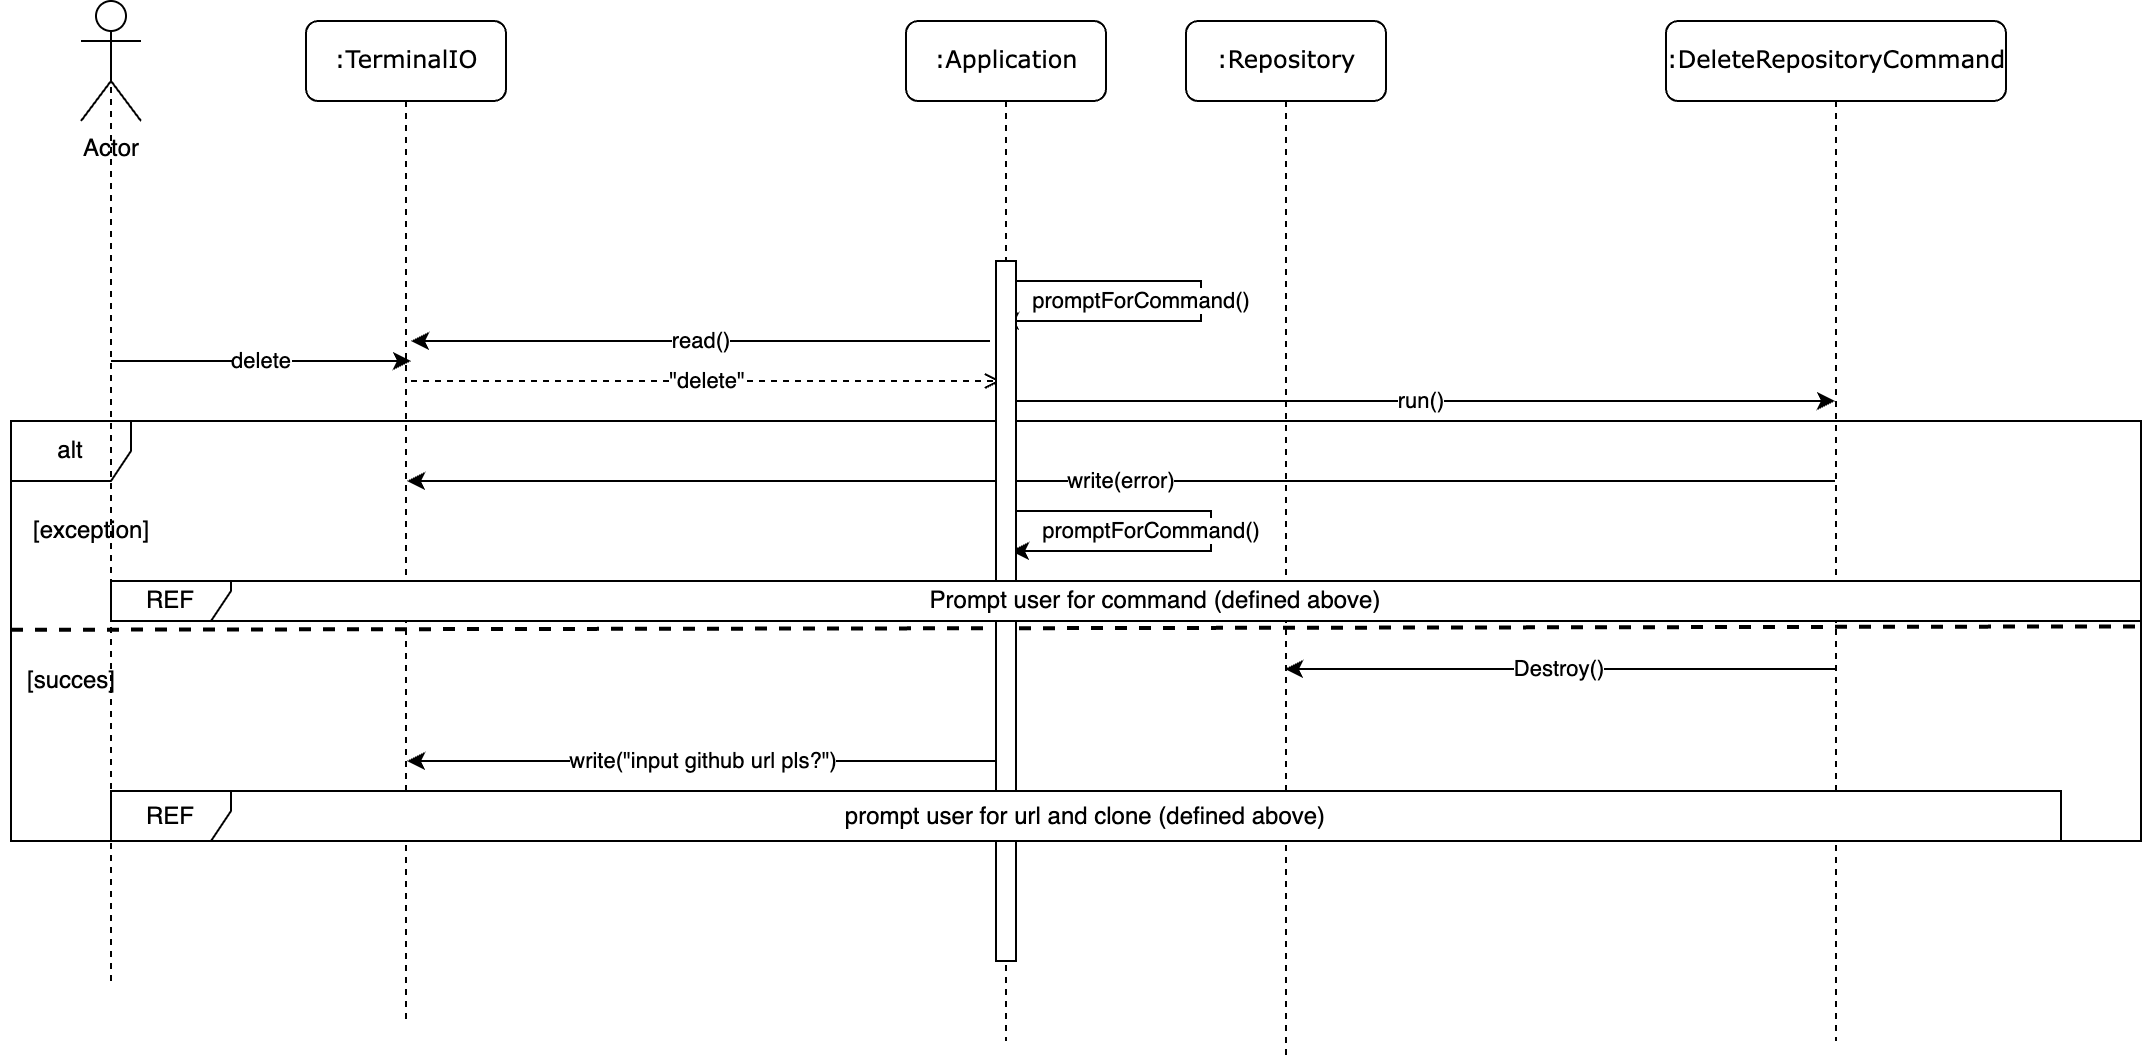 Actor
:TerminalIO
:Application
:Repository
:DeleteRepositoryCommand
promptForCommand()
read()
delete
"delete"
run()
alt
write(error)
[exception]
promptForCommand()
REF
Prompt user for command (defined above)
[succes]
Destroy()
write("input github url pls?")
REF
prompt user for url and clone (defined above)